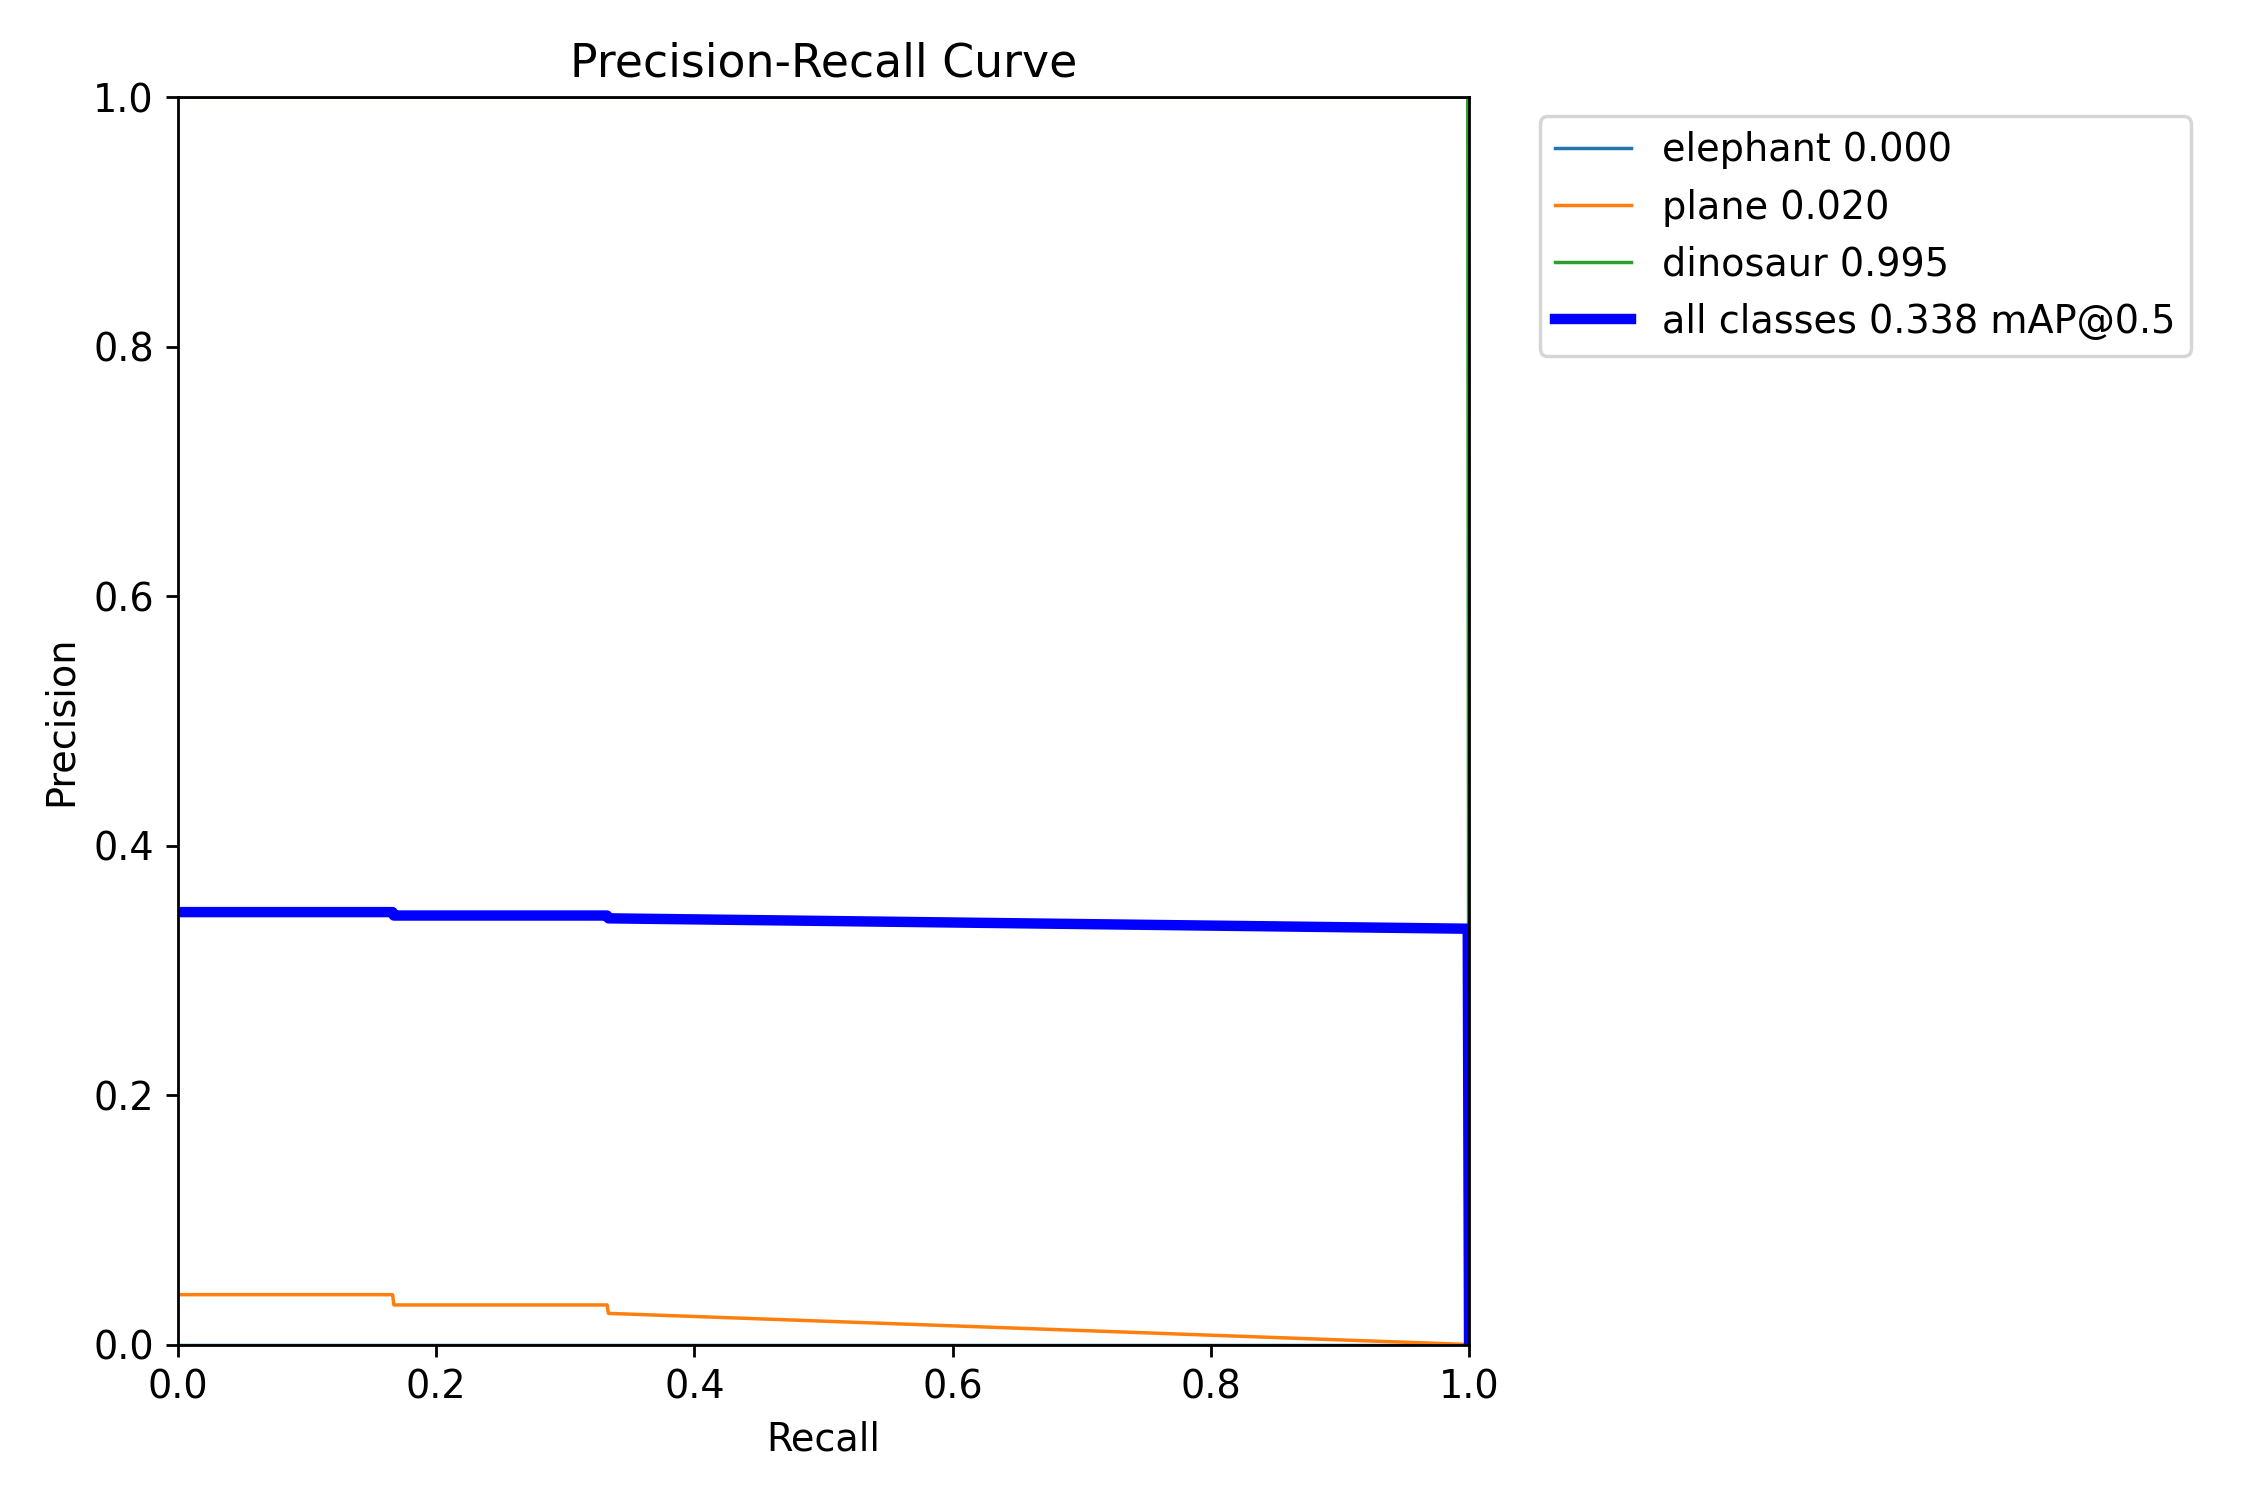 Precision-Recall Curve
1.0
0.8
0.6
0.4
0.2
0.0
Precision
0.0 0.2 0.4 0.6 0.8 1.0
Recall
elephant 0.000
plane 0.020
dinosaur 0.995
all classes 0.338 mAP@0.5